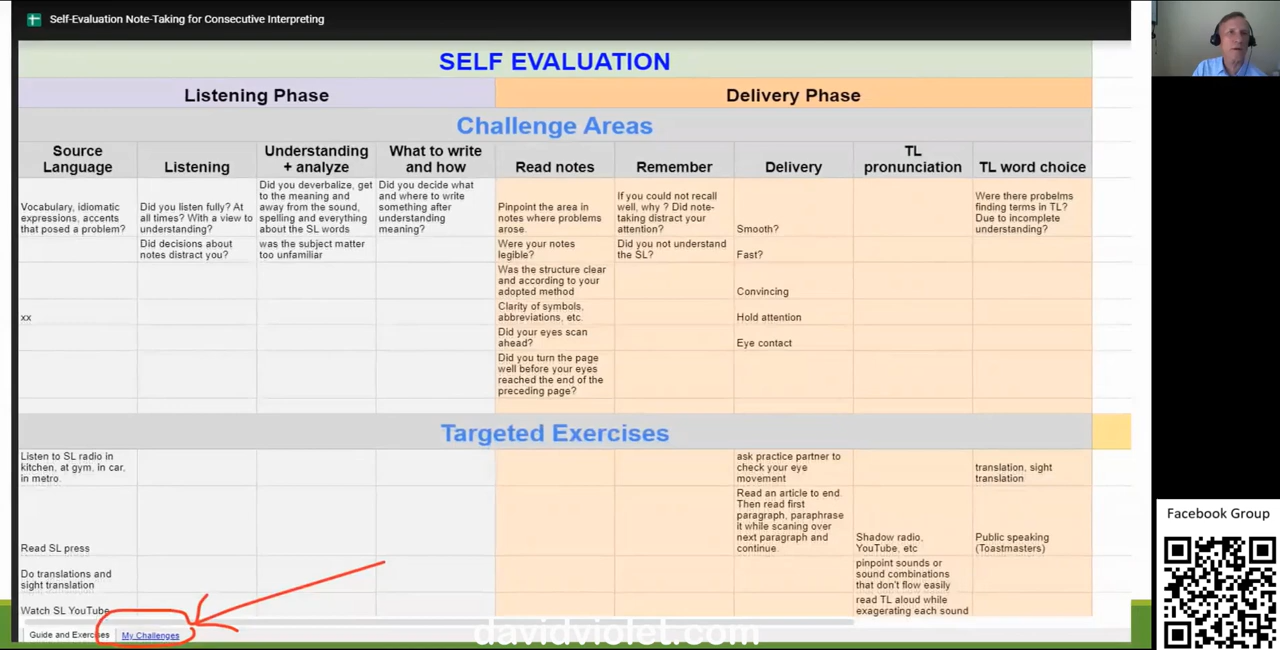 Self-Evaluation Note-Taking for Consecutive Interpreting
SELF EVALUATION
Listening Phase
Delivery Phase
Challenge Areas
Source
Language
Listening
Understanding
+ analyze
What to write
and how
Read notes
Remember
Delivery
TL
pronunciation
TL word choice
Vocabulary, idiomatic
expressions, accents
that posed a problem?
Did you listen fully? At
all times? With a view to
understanding?
Did you deverbalize, get
to the meaning and
away from the sound,
spelling and everything
about the SL words
Did you decide what
and where to write
something after
understanding
meaning?
Pinpoint the area in
notes where problems
arose.
If you could not recall
well, why ? Did note-
taking distract your
attention?
Smooth?
Were there probelms
finding terms in TL?
Due to incomplete
understanding?
Did decisions about
notes distract you?
was the subject matter
too unfamiliar
Were your notes
legible?
Did you not understand
the SL?
Fast?
Was the structure clear
and according to your
adopted method
Convincing
xx
Clarity of symbols,
abbreviations, etc.
Hold attention
Did your eyes scan
ahead?
Eye contact
Did you turn the page
well before your eyes
reached the end of the
preceding page?
Targeted Exercises
Listen to SL radio in
kitchen, at gym, in car,
in metro.
ask practice partner to
check your eye
movement
translation, sight
translation
Read SL press
Read an article to end.
Then read first
paragraph, paraphrase
it while scaning over
next paragraph and
continue.
Shadow radio,
YouTube, etc
Public speaking
(Toastmasters)
Do translations and
sight translation
pinpoint sounds or
sound combinations
that don't flow easily
Watch SL YouTube
read TL aloud while
exagerating each sound
Guide and Exercises
My Challenges
davidviolet.com
Facebook Group